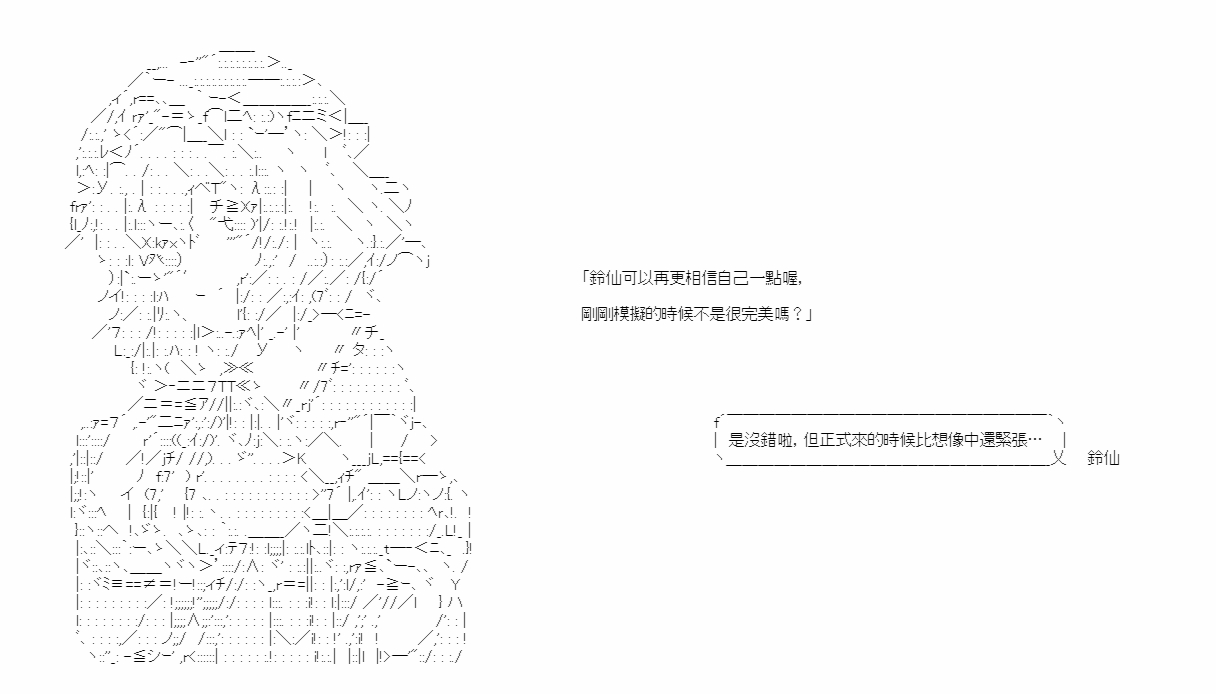 「鈴仙可以再更相信自己一點喔，
剛剛模擬的時候不是很完美嗎？」
是沒錯啦，但正式來的時候比想像中還緊張…
鈴仙